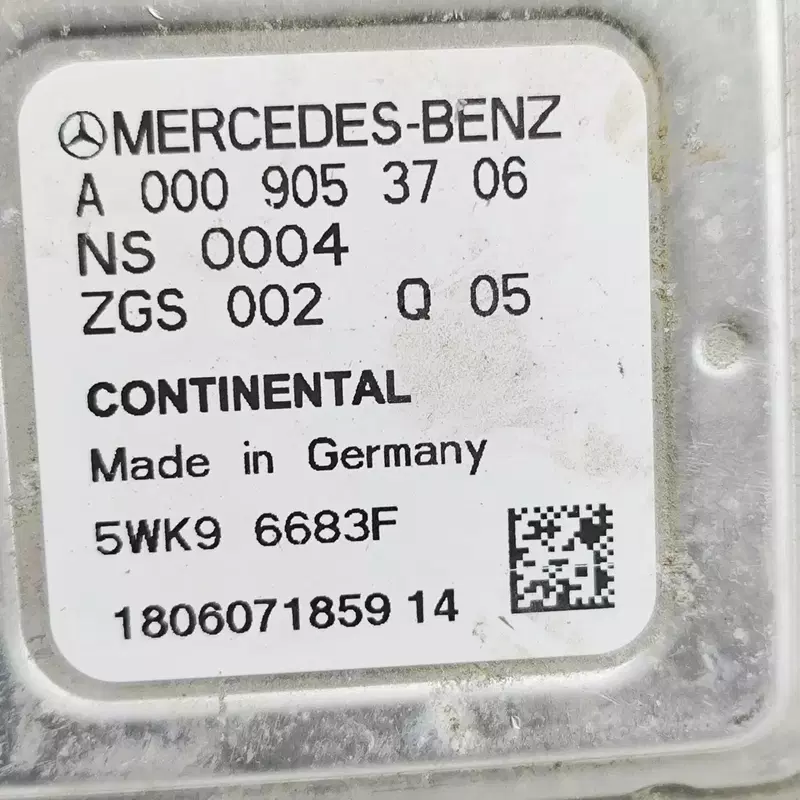 MERCEDES-BENZ
A 000 905 37 06
NS 0004
ZGS 002 Q 05
CONTINENTAL
Made in Germany
5WK9 6683F
1806071859 14